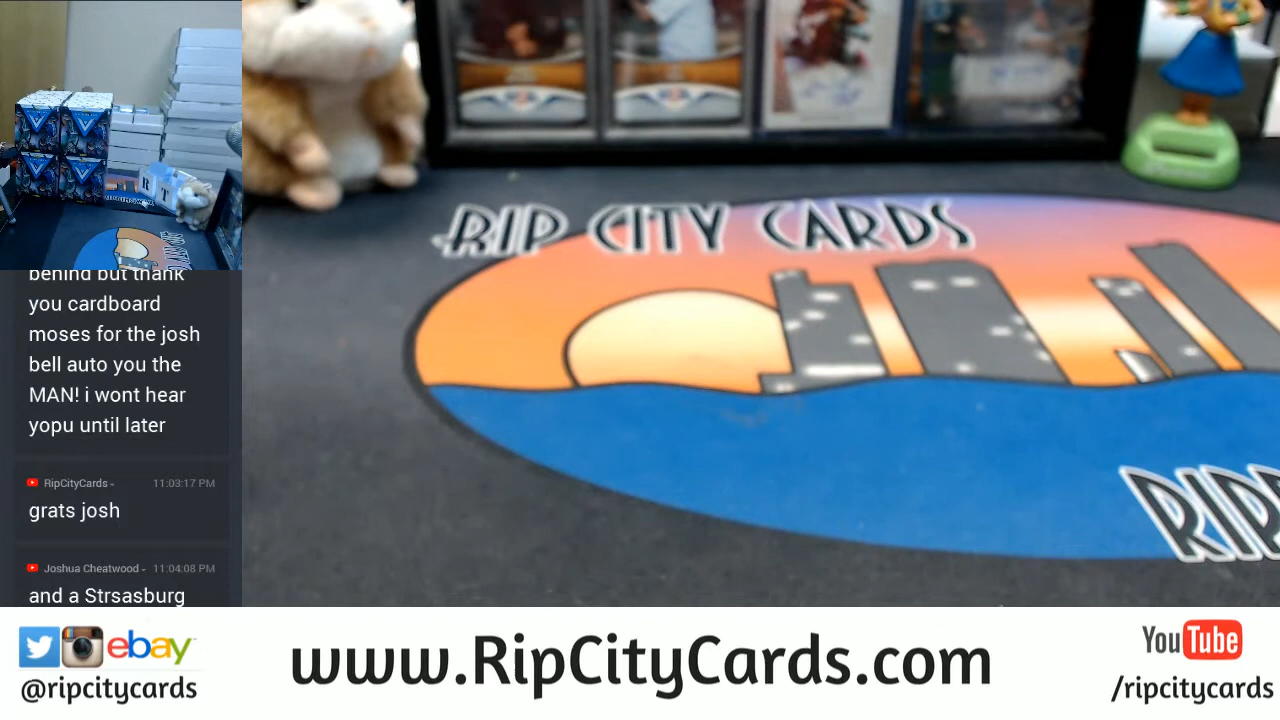 behind but thank
you cardboard
moses for the josh
bell auto you the
MAN! i wont hear
yopu until later
RipCityCards - 11:03:17 PM
grats josh
Joshua Cheatwood - 11:04:08 PM
and a Strsasburg
RIP CITY CARDS
RIP
ebay
@ripcitycards
www.RipCityCards.com
YouTube
/ripcitycards